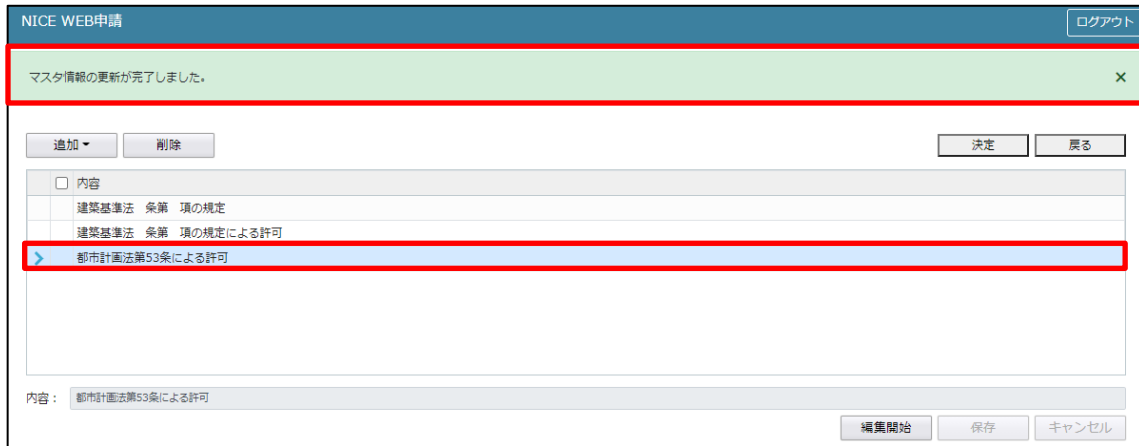 NICE WEB申請 ログアウト
マスタ情報の更新が完了しました。 ×
追加 削除 決定 戻る
内容
建築基準法　条第　項の規定
建築基準法　条第　項の規定による許可
都市計画法第53条による許可
内容： 都市計画法第53条による許可
編集開始 保存 キャンセル